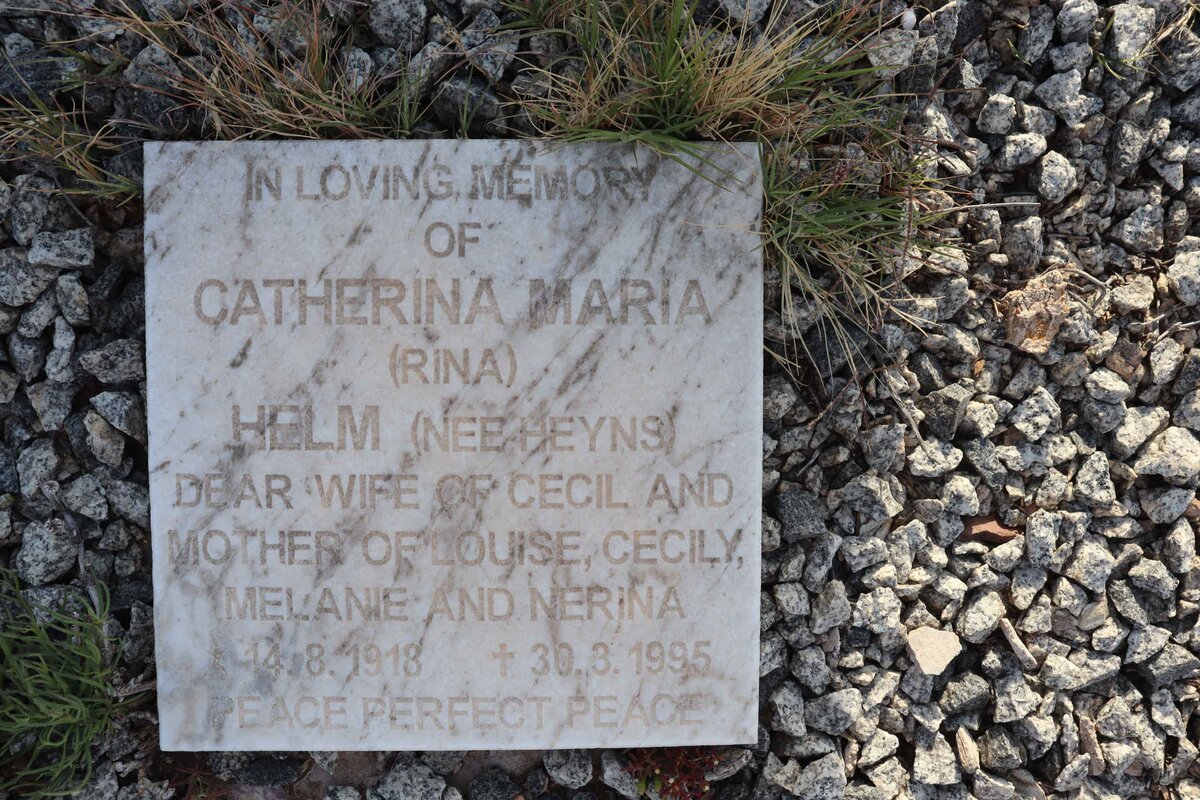 IN LOVING MEMORY
OF
CATHERINA MARIA
(RINA)
HELM (NEE HEYNS)
DEAR WIFE OF CECIL AND
MOTHER OF LOUISE, CECILY,
MELANIE AND NERINA
* 14.8.1918 † 30.3.1995
PEACE PERFECT PEACE